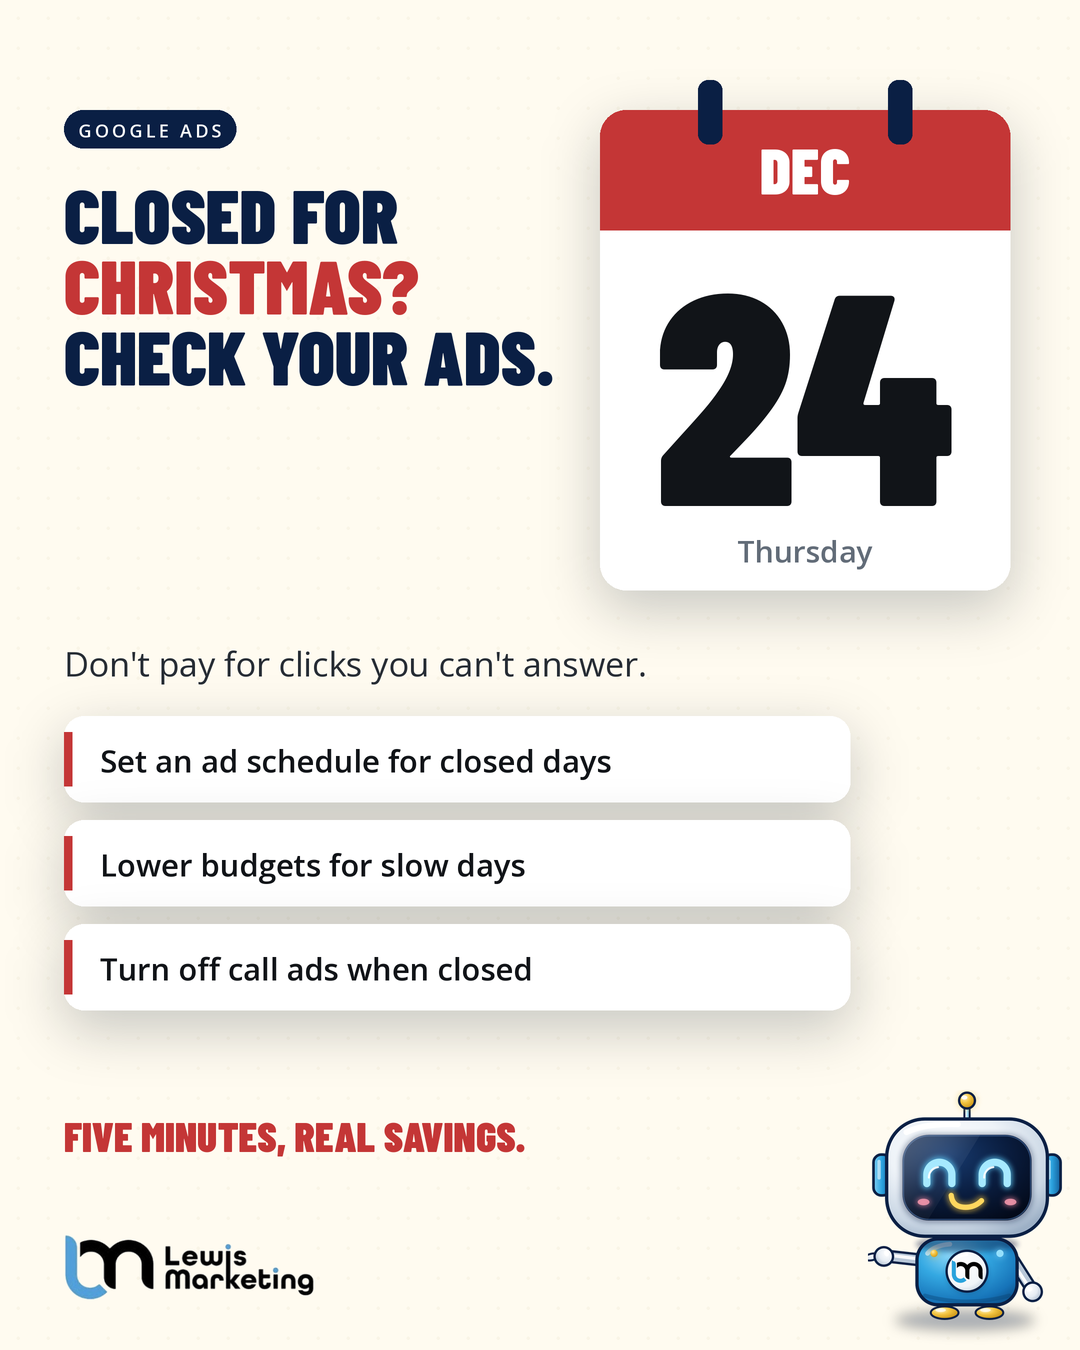 GOOGLE ADS
CLOSED FOR
CHRISTMAS?
CHECK YOUR ADS.
DEC
24
Thursday
Don't pay for clicks you can't answer.
Set an ad schedule for closed days
Lower budgets for slow days
Turn off call ads when closed
FIVE MINUTES, REAL SAVINGS.
lm Lewis
Marketing
lm